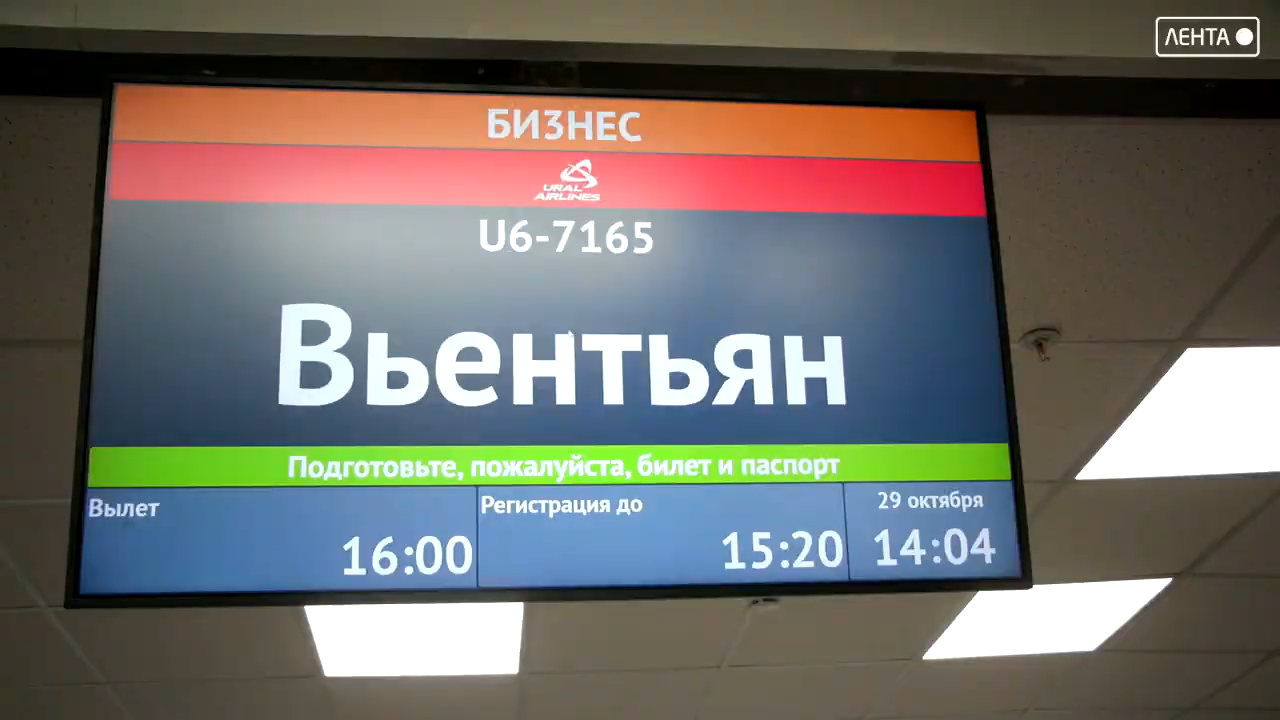 ЛЕНТА
БИЗНЕС
URAL
AIRLINES
U6-7165
Вьентьян
Подготовьте, пожалуйста, билет и паспорт
Вылет
16:00
Регистрация до
15:20
29 октября
14:04